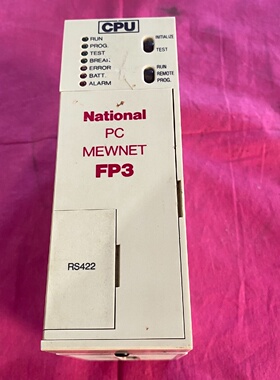 CPU
RUN
PROG.
TEST
BREAK
ERROR
BATT.
ALARM
INITIALIZE
TEST
RUN
REMOTE
PROG.
National
PC
MEWNET
FP3
RS422